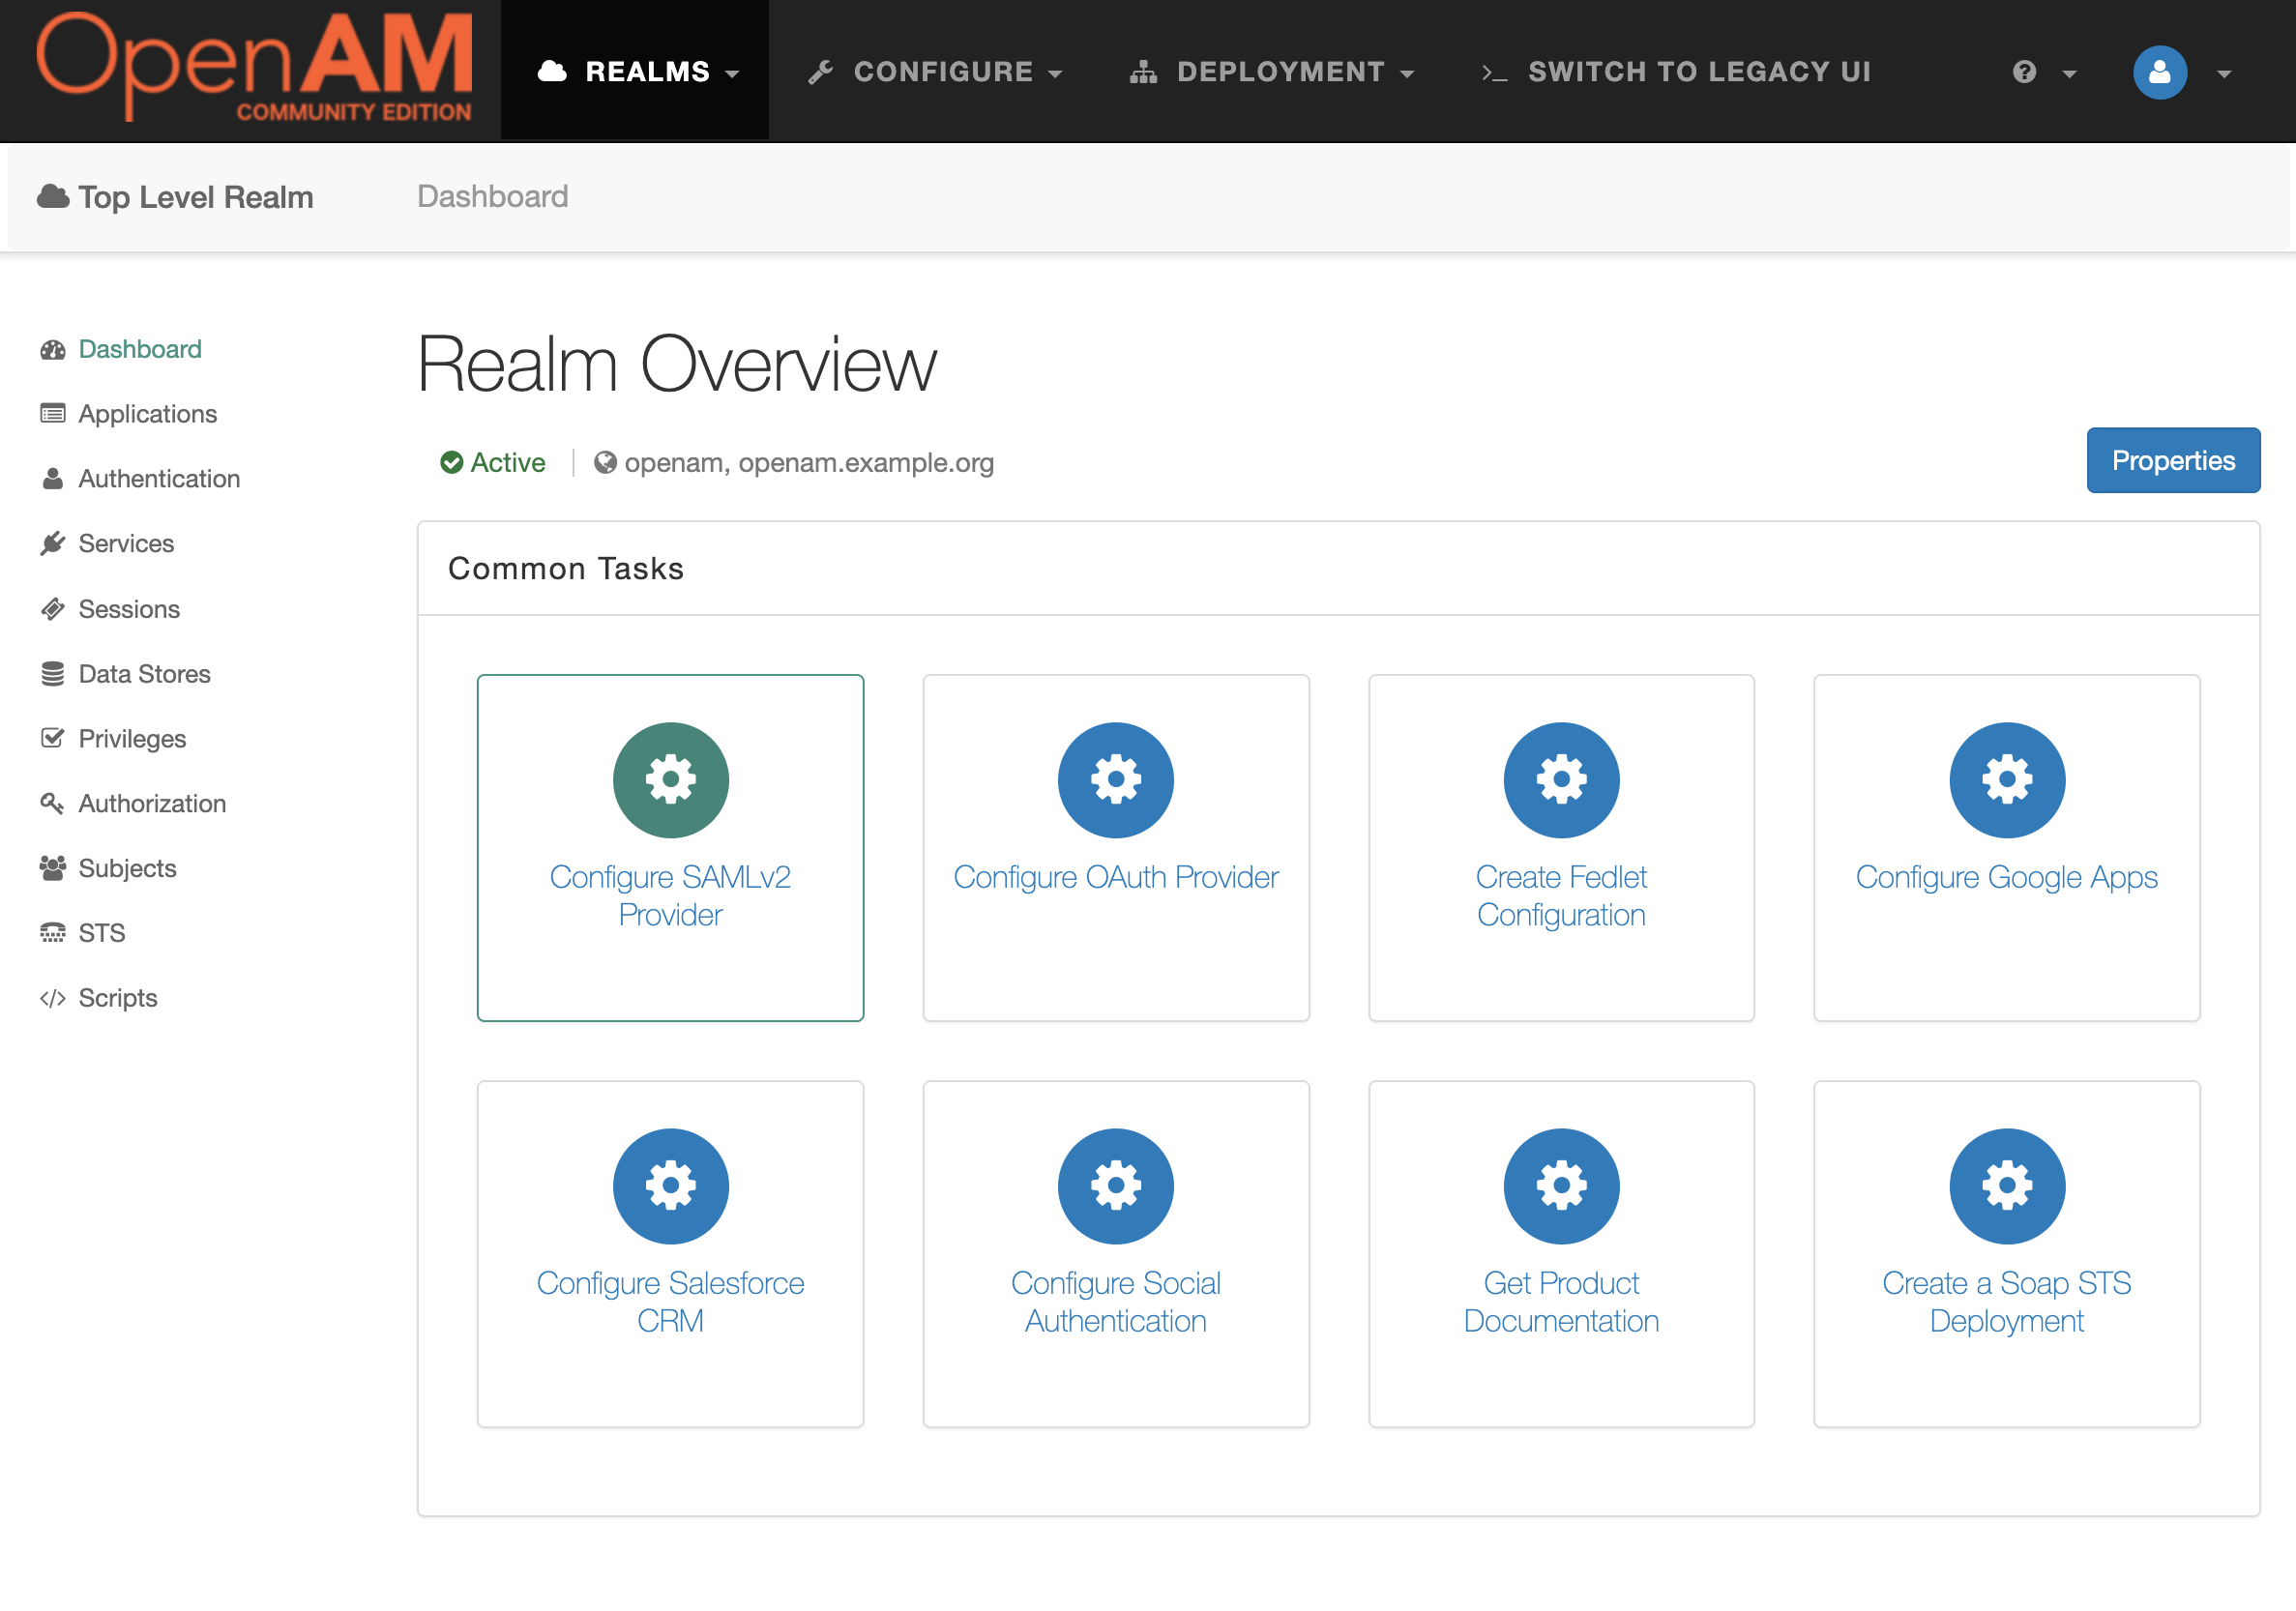 OpenAM
COMMUNITY EDITION
REALMS
CONFIGURE
DEPLOYMENT
SWITCH TO LEGACY UI
Top Level Realm
Dashboard
Dashboard
Applications
Authentication
Services
Sessions
Data Stores
Privileges
Authorization
Subjects
STS
Scripts
Realm Overview
Active
openam, openam.example.org
Properties
Common Tasks
Configure SAMLv2
Provider
Configure OAuth Provider
Create Fedlet
Configuration
Configure Google Apps
Configure Salesforce
CRM
Configure Social
Authentication
Get Product
Documentation
Create a Soap STS
Deployment